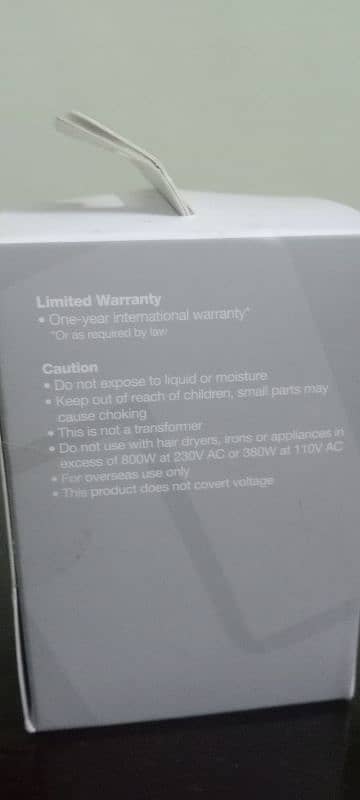 Limited Warranty
• One-year international warranty*
*Or as required by law
Caution
• Do not expose to liquid or moisture
• Keep out of reach of children, small parts may
cause choking
• This is not a transformer
• Do not use with hair dryers, irons or appliances in
excess of 800W at 230V AC or 380W at 110V AC
• For overseas use only
• This product does not covert voltage